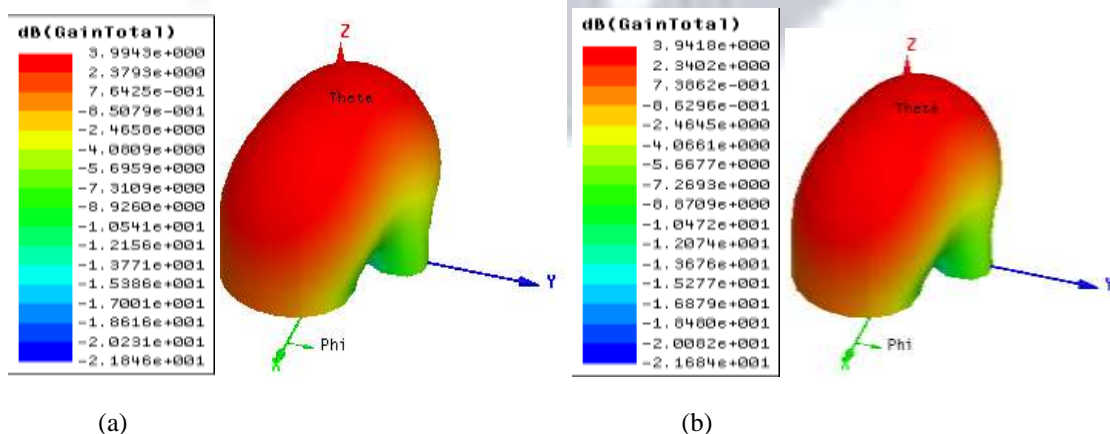 dB(GainTotal)
3.9943e+000
2.3793e+000
7.6425e-001
-8.5079e-001
-2.4658e+000
-4.0809e+000
-5.6959e+000
-7.3109e+000
-8.9260e+000
-1.0541e+001
-1.2156e+001
-1.3771e+001
-1.5386e+001
-1.7001e+001
-1.8616e+001
-2.0231e+001
-2.1846e+001
Z
Theta
Y
Phi
X
(a)
dB(GainTotal)
3.9418e+000
2.3402e+000
7.3862e-001
-8.6296e-001
-2.4645e+000
-4.0661e+000
-5.6677e+000
-7.2693e+000
-8.8709e+000
-1.0472e+001
-1.2074e+001
-1.3676e+001
-1.5277e+001
-1.6879e+001
-1.8480e+001
-2.0082e+001
-2.1684e+001
Z
Theta
Y
Phi
X
(b)